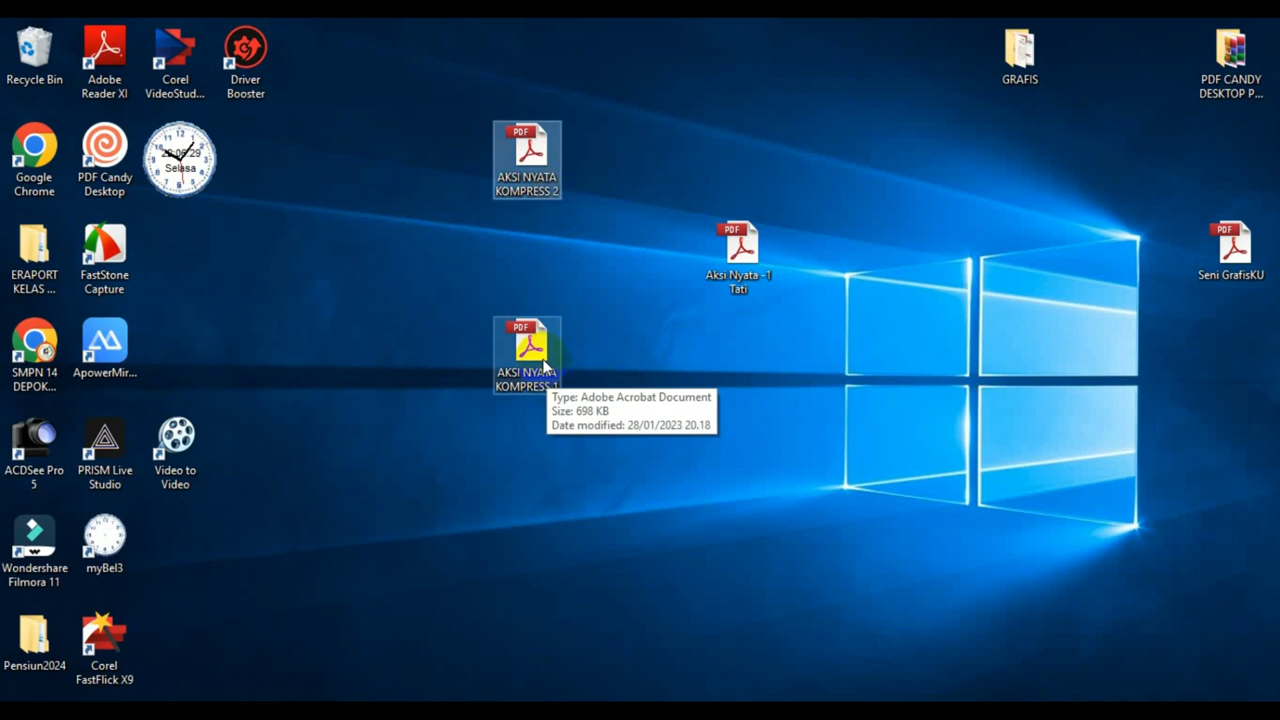 Recycle Bin
Adobe
Reader XI
Corel
VideoStud...
Driver
Booster
GRAFIS
PDF CANDY
DESKTOP P...
Google
Chrome
PDF Candy
Desktop
Selasa
PDF
AKSI NYATA
KOMPRESS 2
ERAPORT
KELAS ...
FastStone
Capture
PDF
Aksi Nyata -1
Tati
PDF
Seni GrafisKU
SMPN 14
DEPOK...
ApowerMir...
PDF
AKSI NYATA
KOMPRESS 1
Type: Adobe Acrobat Document
Size: 698 KB
Date modified: 28/01/2023 20.18
ACDSee Pro
5
PRISM Live
Studio
Video to
Video
Wondershare
Filmora 11
myBel3
Pensiun2024
Corel
FastFlick X9